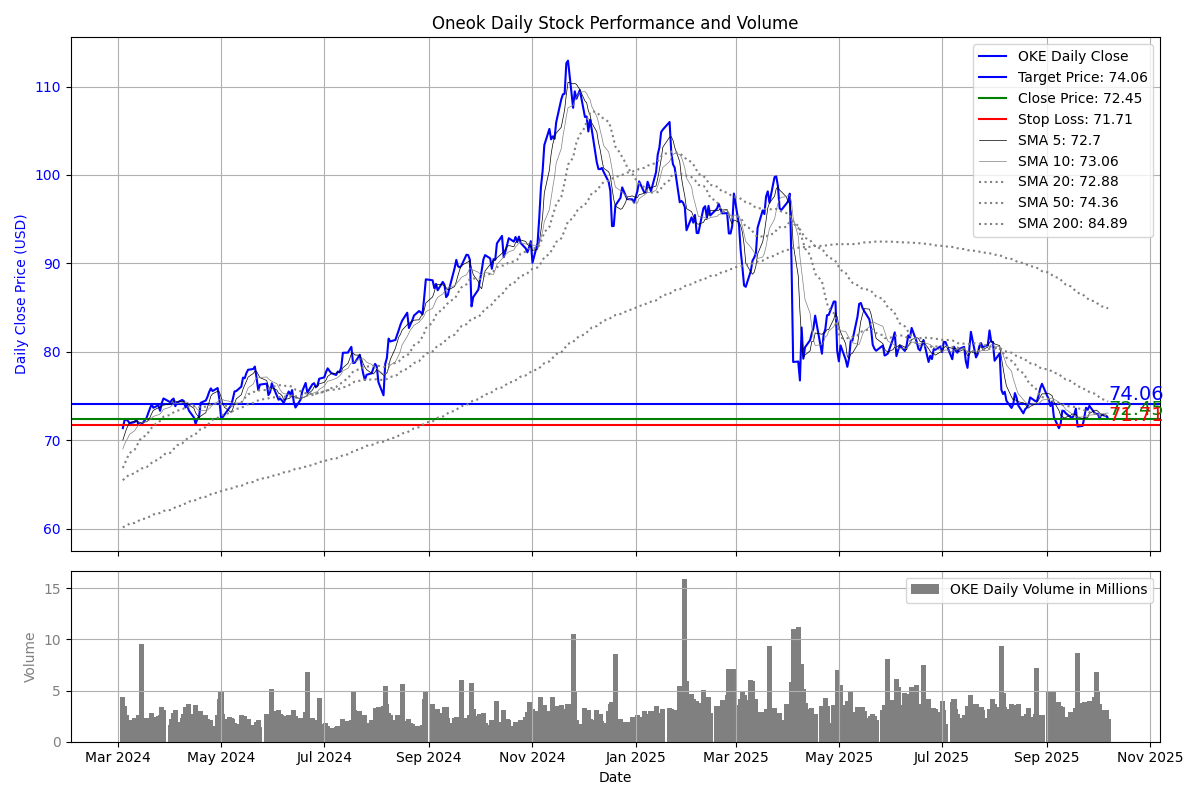 Oneok Daily Stock Performance and Volume
Daily Close Price (USD)
110
100
90
80
70
60
OKE Daily Close
Target Price: 74.06
Close Price: 72.45
Stop Loss: 71.71
SMA 5: 72.7
SMA 10: 73.06
SMA 20: 72.88
SMA 50: 74.36
SMA 200: 84.89
74.06
72.45
71.71
Volume
15
10
5
0
OKE Daily Volume in Millions
Mar 2024 May 2024 Jul 2024 Sep 2024 Nov 2024 Jan 2025 Mar 2025 May 2025 Jul 2025 Sep 2025 Nov 2025
Date